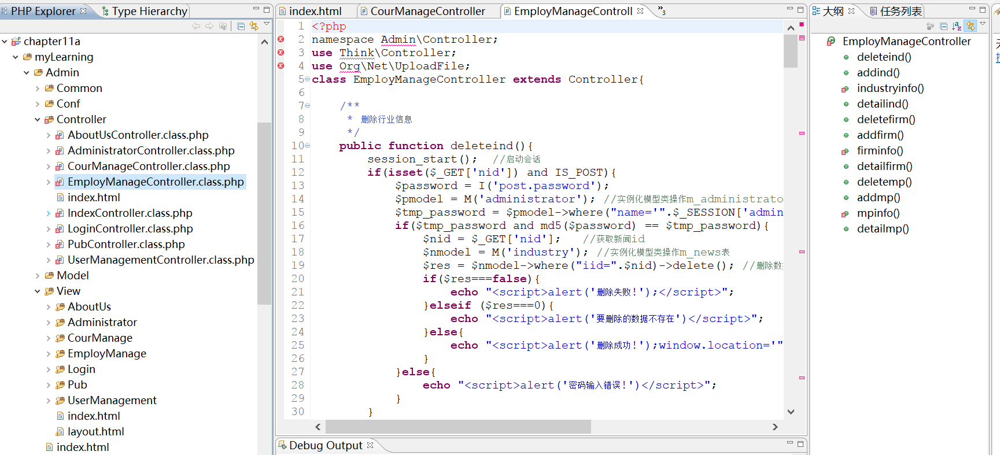 PHP Explorer
Type Hierarchy
chapter11a
myLearning
Admin
Common
Conf
Controller
AboutUsController.class.php
AdministratorController.class.php
CourManageController.class.php
EmployManageController.class.php
index.html
IndexController.class.php
LoginController.class.php
PubController.class.php
UserManagementController.class.php
Model
View
AboutUs
Administrator
CourManage
EmployManage
Login
Pub
UserManagement
index.html
layout.html
index.html
index.html
CourManageController
EmployManageControll
»3
1 <?php
2 namespace Admin\Controller;
3 use Think\Controller;
4 use Org\Net\UploadFile;
5 class EmployManageController extends Controller{
6
7 /**
8 * 删除行业信息
9 */
10 public function deleteind(){
11 session_start(); //启动会话
12 if(isset($_GET['nid']) and IS_POST){
13 $password = I('post.password');
14 $pmodel = M('administrator'); //实例化模型类操作m_administrato
15 $tmp_password = $pmodel->where("name='".$_SESSION['admin
16 if($tmp_password and md5($password) == $tmp_password){
17 $nid = $_GET['nid']; //获取新闻id
18 $nmodel = M('industry'); //实例化模型类操作m_news表
19 $res = $nmodel->where("iid=".$nid)->delete(); //删除数
20 if($res===false){
21 echo "<script>alert('删除失败!');</script>";
22 }elseif ($res===0){
23 echo "<script>alert('要删除的数据不存在')</script>";
24 }else{
25 echo "<script>alert('删除成功!');window.location='"
26 }
27 }else{
28 echo "<script>alert('密码输入错误!')</script>";
29 }
30 }
Debug Output
大纲
任务列表
EmployManageController
deleteind()
addind()
industryinfo()
detailind()
deletefirm()
addfirm()
firminfo()
detailfirm()
deletemp()
addmp()
mpinfo()
detailmp()